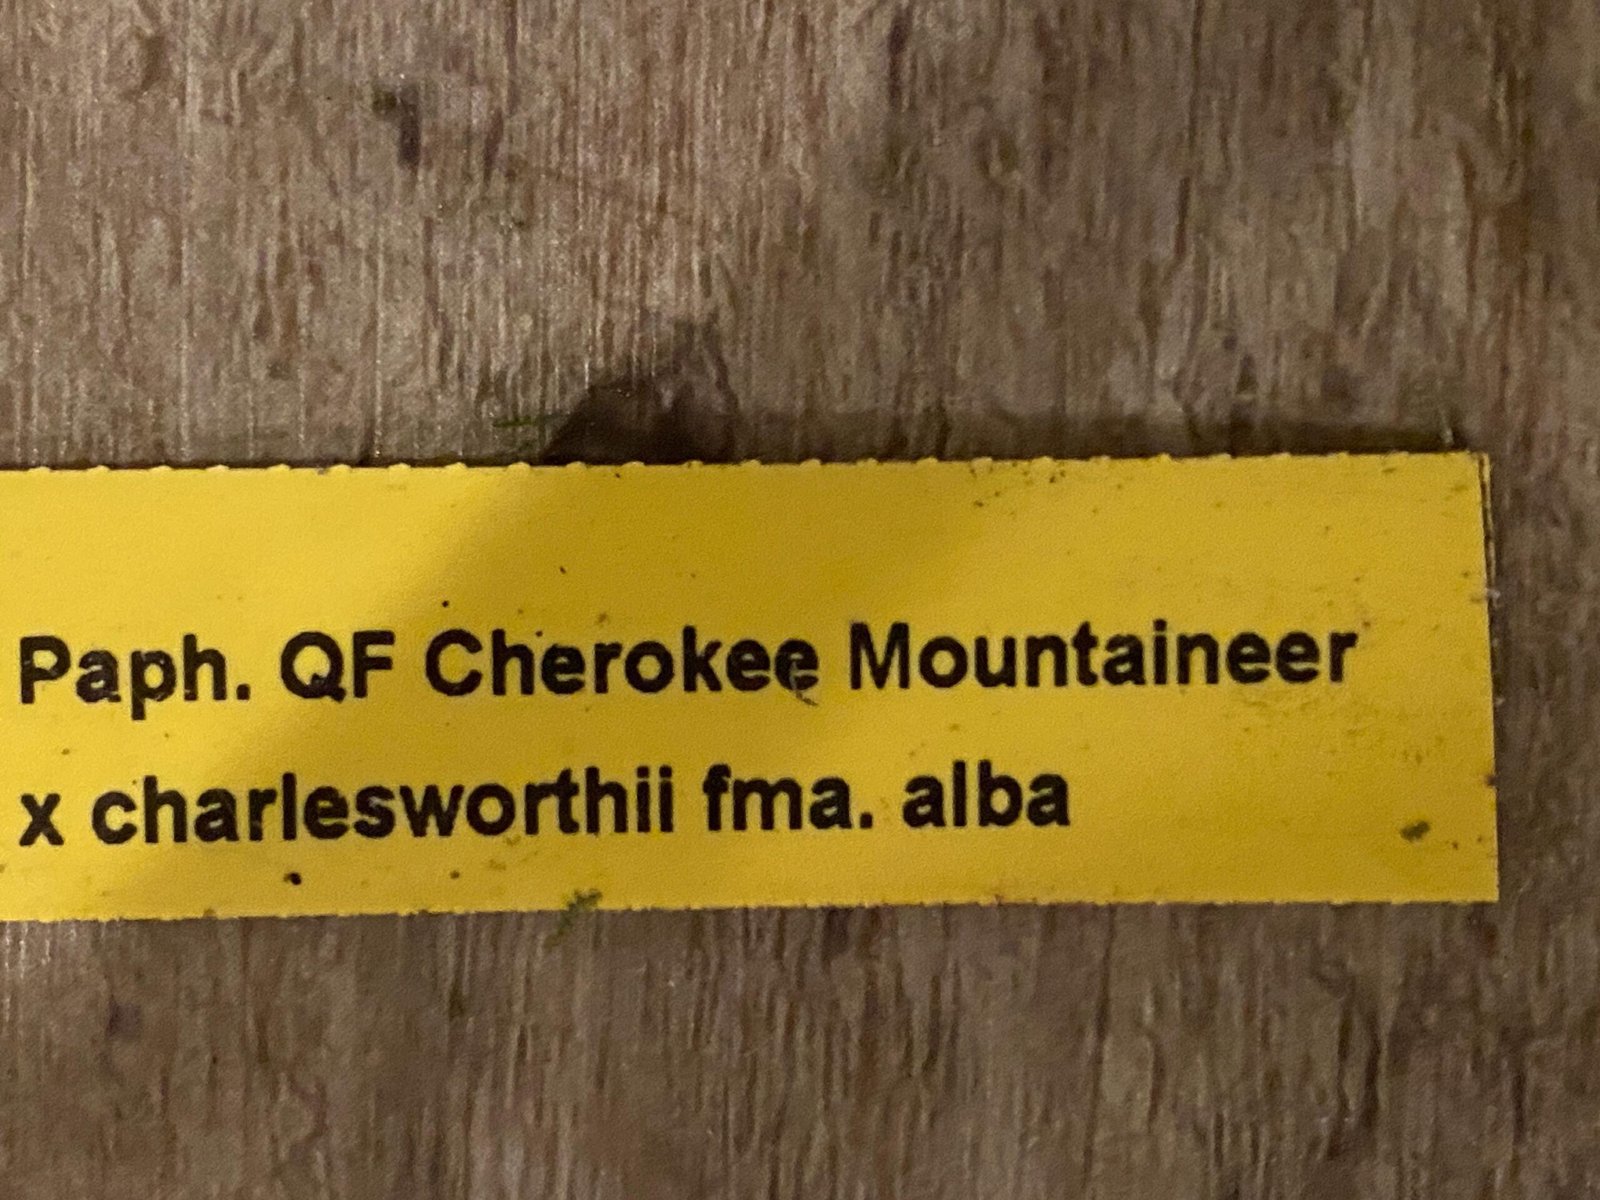 Paph. QF Cherokee Mountaineer
x charlesworthii fma. alba